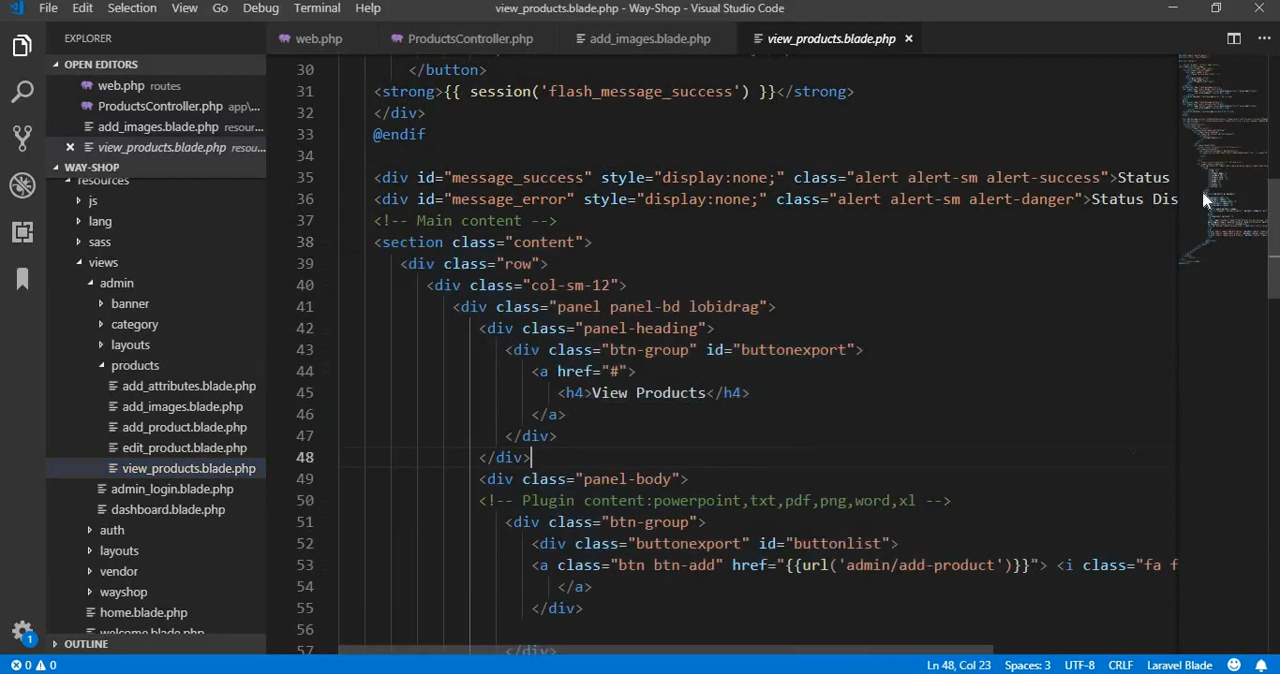 File Edit Selection View Go Debug Terminal Help view_products.blade.php - Way-Shop - Visual Studio Code
EXPLORER
OPEN EDITORS
web.php routes
ProductsController.php app\...
add_images.blade.php resour...
view_products.blade.php resou...
WAY-SHOP
resources
js
lang
sass
views
admin
banner
category
layouts
products
add_attributes.blade.php
add_images.blade.php
add_product.blade.php
edit_product.blade.php
view_products.blade.php
admin_login.blade.php
dashboard.blade.php
auth
layouts
vendor
wayshop
home.blade.php
welcome.blade.php
OUTLINE
web.php ProductsController.php add_images.blade.php view_products.blade.php
30 </button>
31 <strong>{{ session('flash_message_success') }}</strong>
32 </div>
33 @endif
34
35 <div id="message_success" style="display:none;" class="alert alert-sm alert-success">Status
36 <div id="message_error" style="display:none;" class="alert alert-sm alert-danger">Status Dis
37 <!-- Main content -->
38 <section class="content">
39 <div class="row">
40 <div class="col-sm-12">
41 <div class="panel panel-bd lobidrag">
42 <div class="panel-heading">
43 <div class="btn-group" id="buttonexport">
44 <a href="#">
45 <h4>View Products</h4>
46 </a>
47 </div>
48 </div>
49 <div class="panel-body">
50 <!-- Plugin content:powerpoint,txt,pdf,png,word,xl -->
51 <div class="btn-group">
52 <div class="buttonexport" id="buttonlist">
53 <a class="btn btn-add" href="{{url('admin/add-product')}}"> <i class="fa f
54 </a>
55 </div>
56
57 </div>
0 0 Ln 48, Col 23 Spaces: 3 UTF-8 CRLF Laravel Blade
1